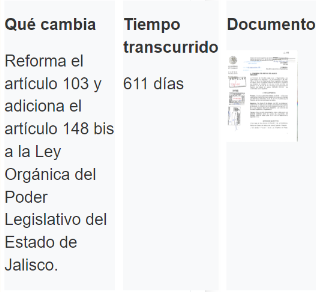 Qué cambia
Reforma el
artículo 103 y
adiciona el
artículo 148 bis
a la Ley
Orgánica del
Poder
Legislativo del
Estado de
Jalisco.
Tiempo
transcurrido
611 días
Documento